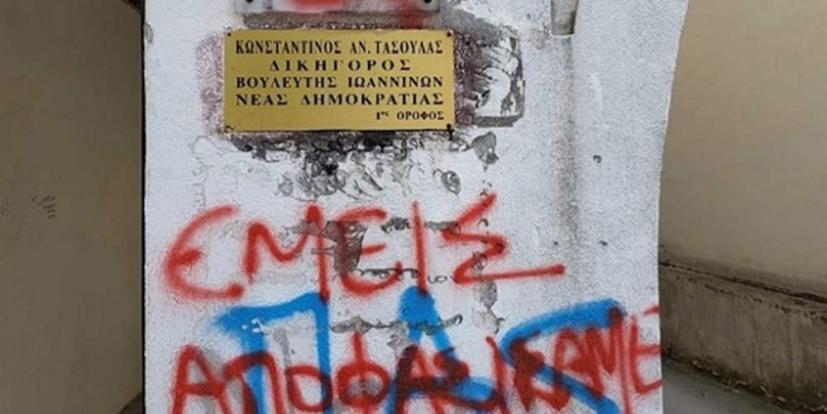 ΚΩΝΣΤΑΝΤΙΝΟΣ ΑΝ. ΤΑΣΟΥΛΑΣ
ΔΙΚΗΓΟΡΟΣ
ΒΟΥΛΕΥΤΗΣ ΙΩΑΝΝΙΝΩΝ
ΝΕΑΣ ΔΗΜΟΚΡΑΤΙΑΣ
1ος ΟΡΟΦΟΣ
ΕΜΕΙΣ
ΑΠΟΦΑΣΙΣΑΜΕ